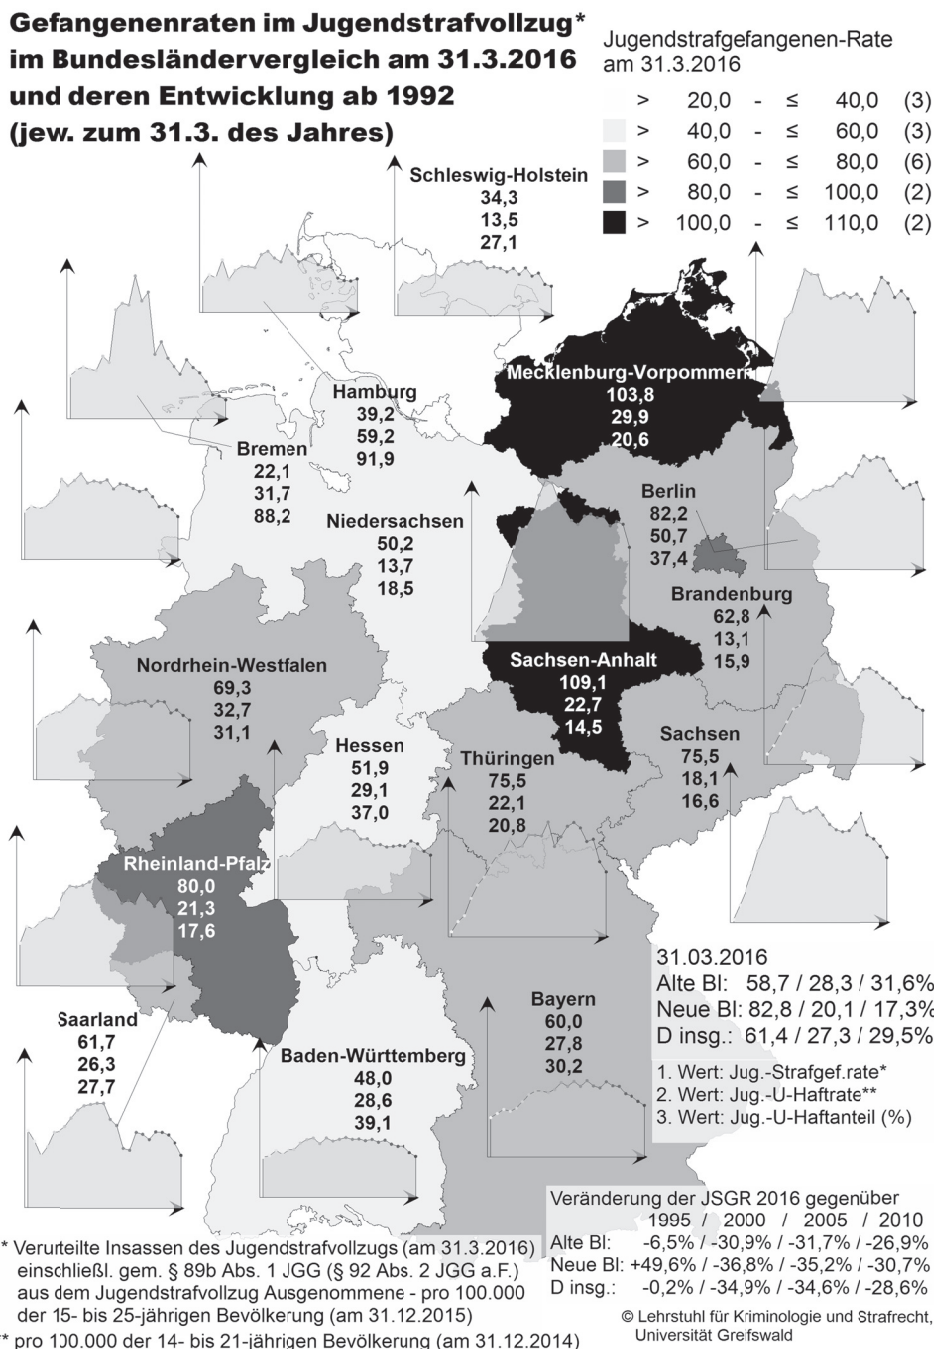 Gefangenenraten im Jugendstrafvollzug*
im Bundesländervergleich am 31.3.2016
und deren Entwicklung ab 1992
(jew. zum 31.3. des Jahres)
Jugendstrafgefangenen-Rate
am 31.3.2016
> 20,0 - ≤ 40,0 (3)
> 40,0 - ≤ 60,0 (3)
> 60,0 - ≤ 80,0 (6)
> 80,0 - ≤ 100,0 (2)
> 100,0 - ≤ 110,0 (2)
Schleswig-Holstein
34,3
13,5
27,1
Mecklenburg-Vorpommern
103,8
29,9
20,6
Hamburg
39,2
59,2
91,9
Bremen
22,1
31,7
88,2
Niedersachsen
50,2
13,7
18,5
Berlin
82,2
50,7
37,4
Brandenburg
62,8
13,1
15,9
Sachsen-Anhalt
109,1
22,7
14,5
Nordrhein-Westfalen
69,3
32,7
31,1
Hessen
51,9
29,1
37,0
Thüringen
75,5
22,1
20,8
Sachsen
75,5
18,1
16,6
Rheinland-Pfalz
80,0
21,3
17,6
Saarland
61,7
26,3
27,7
Baden-Württemberg
48,0
28,6
39,1
Bayern
60,0
27,8
30,2
31.03.2016
Alte Bl: 58,7 / 28,3 / 31,6%
Neue Bl: 82,8 / 20,1 / 17,3%
D insg.: 61,4 / 27,3 / 29,5%
1. Wert: Jug.-Strafgef.rate*
2. Wert: Jug.-U-Haftrate**
3. Wert: Jug.-U-Haftanteil (%)
Veränderung der JSGR 2016 gegenüber
1995 / 2000 / 2005 / 2010
Alte Bl: -6,5% / -30,9% / -31,7% / -26,9%
Neue Bl: +49,6% / -36,8% / -35,2% / -30,7%
D insg.: -0,2% / -34,9% / -34,6% / -28,6%
* Verurteilte Insassen des Jugendstrafvollzugs (am 31.3.2016)
einschließl. gem. § 89b Abs. 1 JGG (§ 92 Abs. 2 JGG a.F.)
aus dem Jugendstrafvollzug Ausgenommene - pro 100.000
der 15- bis 25-jährigen Bevölkerung (am 31.12.2015)
** pro 100.000 der 14- bis 21-jährigen Bevölkerung (am 31.12.2014)
© Lehrstuhl für Kriminologie und Strafrecht,
Universität Greifswald